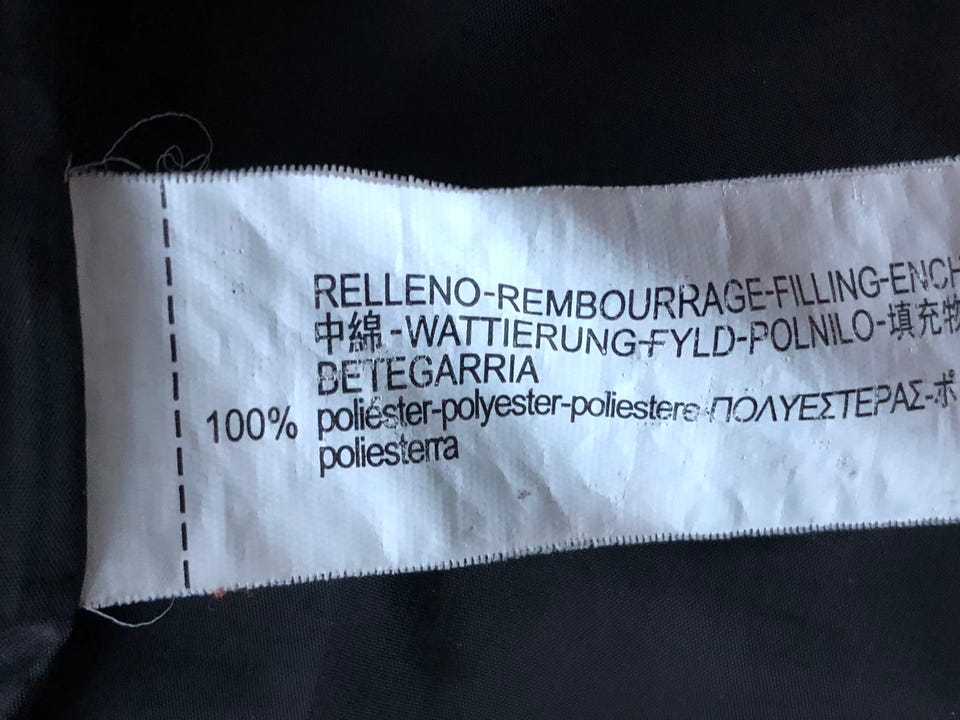 RELLENO-REMBOURRAGE-FILLING-ENCH
中綿-WATTIERUNG-FYLD-POLNILO-填充物
BETEGARRIA
100% poliéster-polyester-poliestere-ΠΟΛΥΕΣΤΕΡΑΣ-ポ
poliesterra